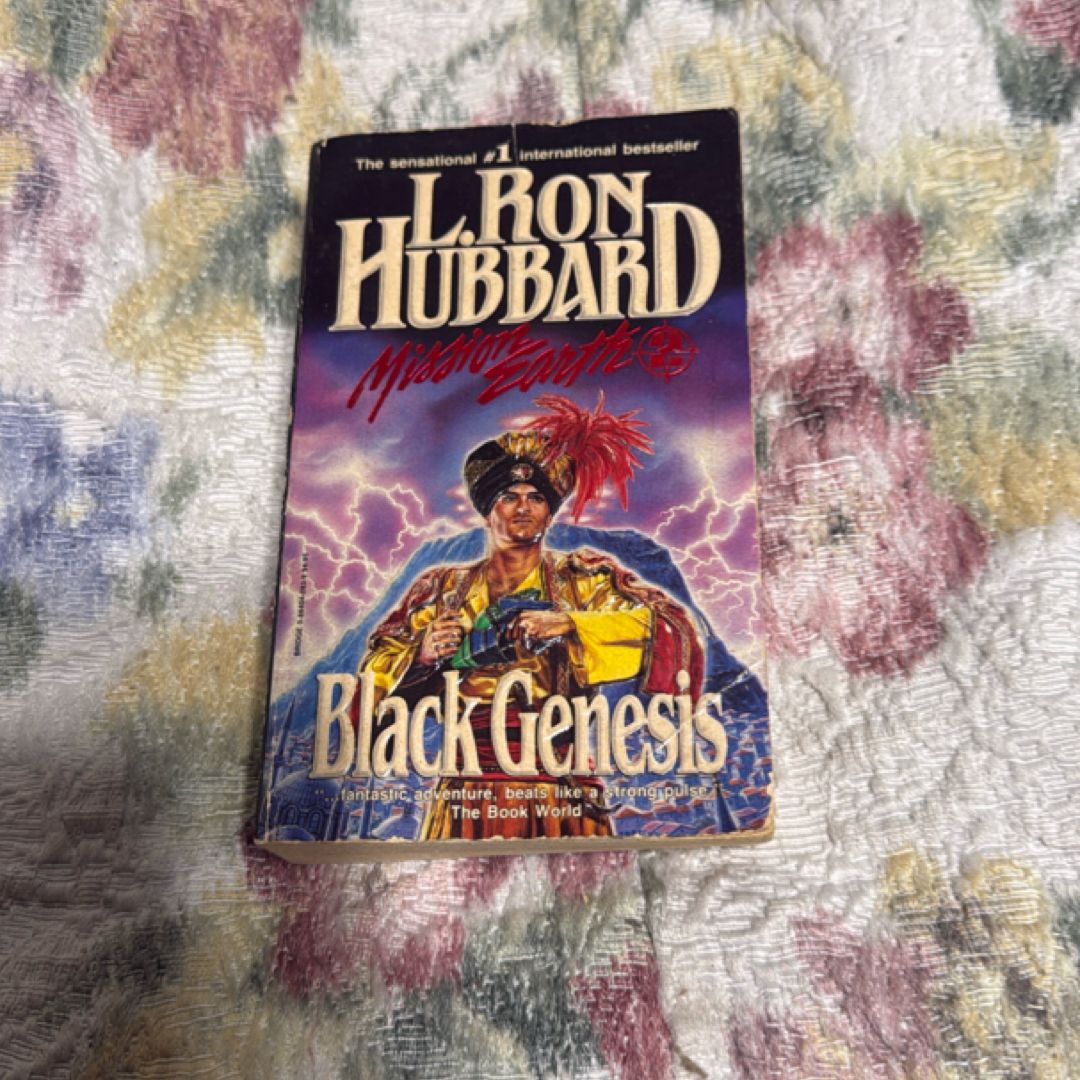 The sensational #1 international bestseller
L. RON
HUBBARD
Mission
Earth 2
Black Genesis
"...fantastic adventure, beats like a strong pulse."
The Book World